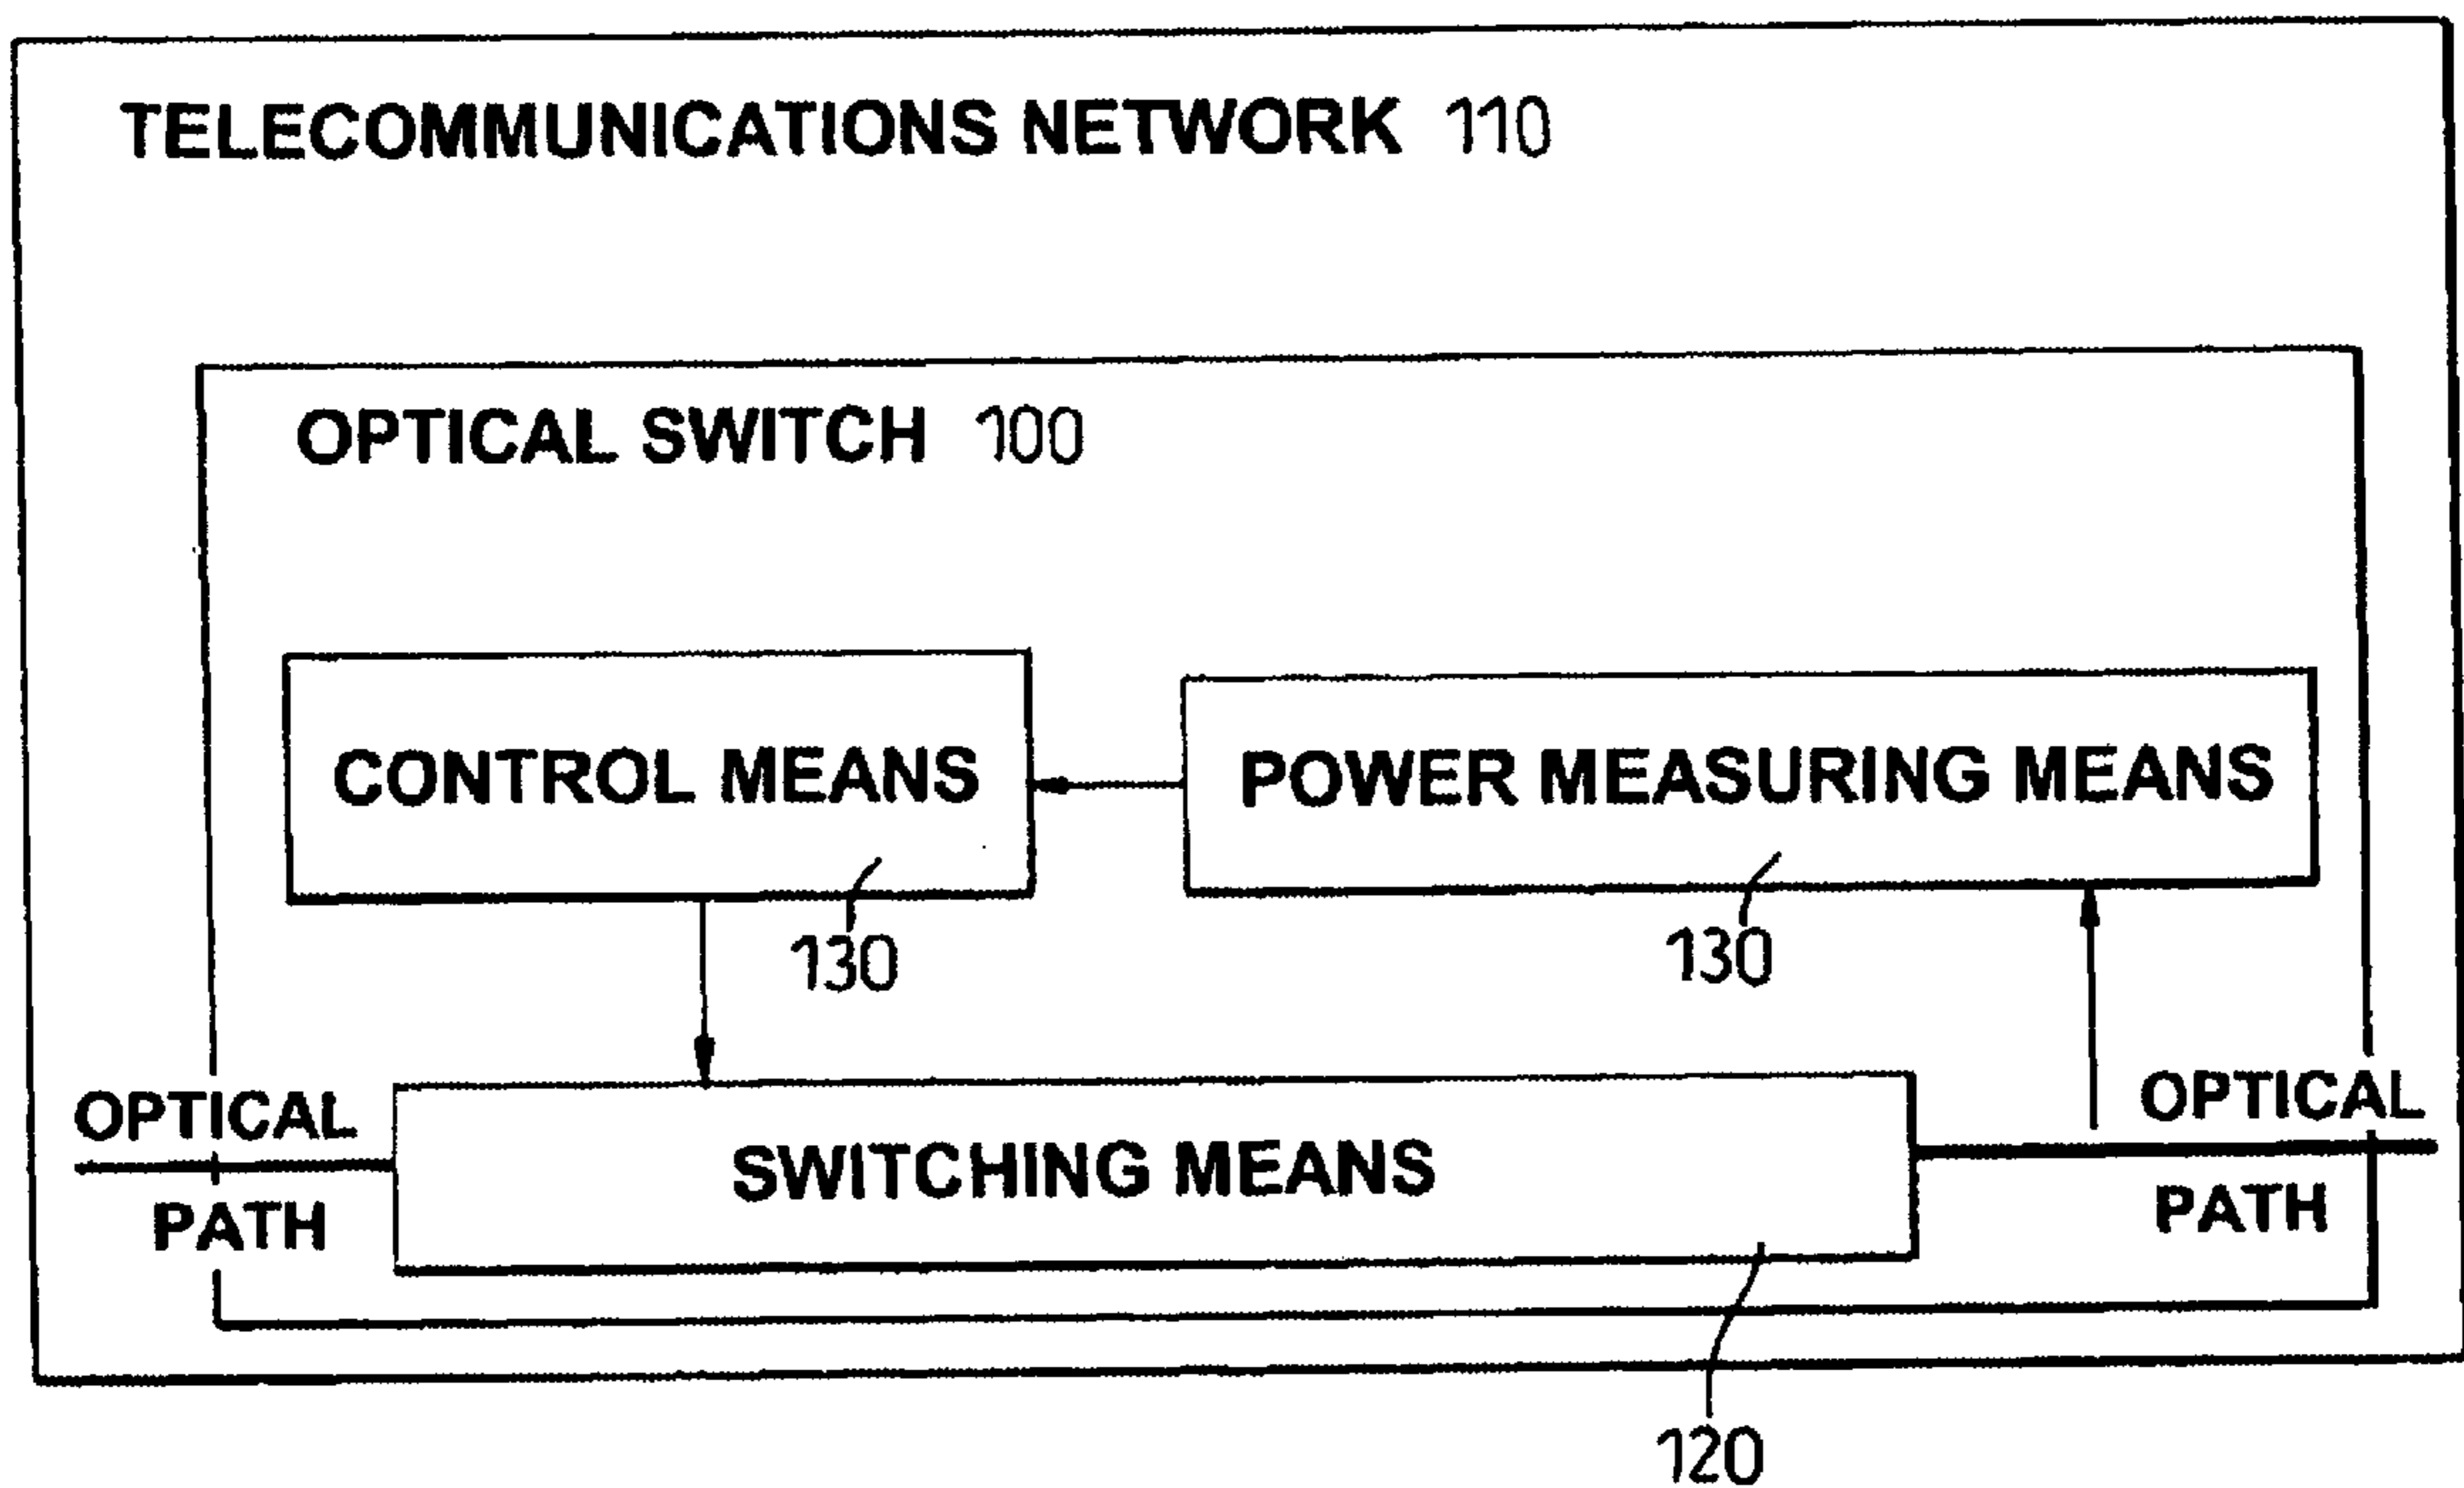 TELECOMMUNICATIONS NETWORK 110
OPTICAL SWITCH 100
CONTROL MEANS
POWER MEASURING MEANS
130
130
OPTICAL
PATH
SWITCHING MEANS
OPTICAL
PATH
120